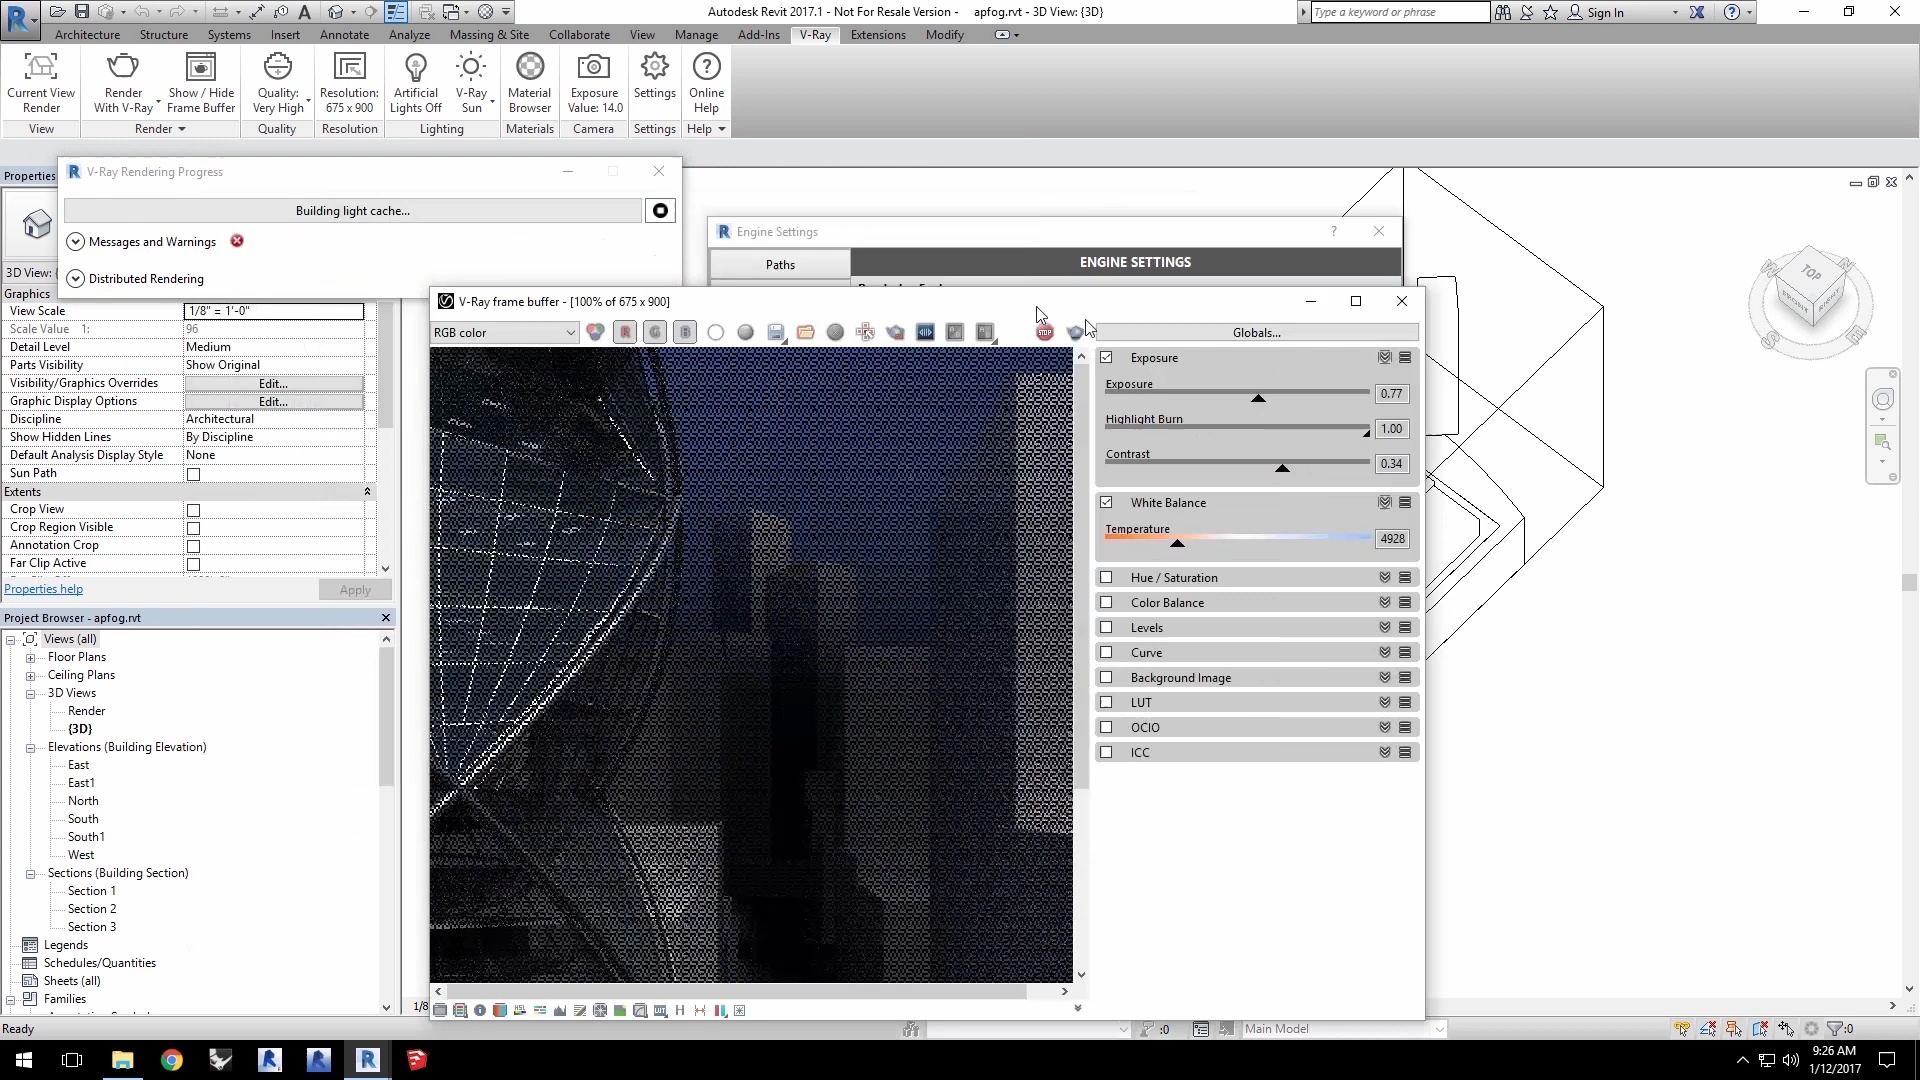 Autodesk Revit 2017.1 - Not For Resale Version - apfog.rvt - 3D View: {3D}
Type a keyword or phrase
Sign In
Architecture Structure Systems Insert Annotate Analyze Massing & Site Collaborate View Manage Add-Ins V-Ray Extensions Modify
Current View Render
Render With V-Ray
Show / Hide Frame Buffer
Quality: Very High
Resolution: 675 x 900
Artificial Lights Off
V-Ray Sun
Material Browser
Exposure Value: 14.0
Settings
Online Help
View Render Quality Resolution Lighting Materials Camera Settings Help
Properties
V-Ray Rendering Progress
Building light cache...
Messages and Warnings
Distributed Rendering
3D View:
Graphics
View Scale 1/8" = 1'-0"
Scale Value 1: 96
Detail Level Medium
Parts Visibility Show Original
Visibility/Graphics Overrides Edit...
Graphic Display Options Edit...
Discipline Architectural
Show Hidden Lines By Discipline
Default Analysis Display Style None
Sun Path
Extents
Crop View
Crop Region Visible
Annotation Crop
Far Clip Active
Properties help
Apply
Project Browser - apfog.rvt
Views (all)
Floor Plans
Ceiling Plans
3D Views
Render
{3D}
Elevations (Building Elevation)
East
East1
North
South
South1
West
Sections (Building Section)
Section 1
Section 2
Section 3
Legends
Schedules/Quantities
Sheets (all)
Families
Engine Settings
Paths
ENGINE SETTINGS
V-Ray frame buffer - [100% of 675 x 900]
RGB color
R G B
STOP
Globals...
Exposure
Exposure
0.77
Highlight Burn
1.00
Contrast
0.34
White Balance
Temperature
4928
Hue / Saturation
Color Balance
Levels
Curve
Background Image
LUT
OCIO
ICC
TOP
FRONT
RIGHT
W
S
E
1/8
H
Ready
:0
Main Model
:0
9:26 AM
1/12/2017